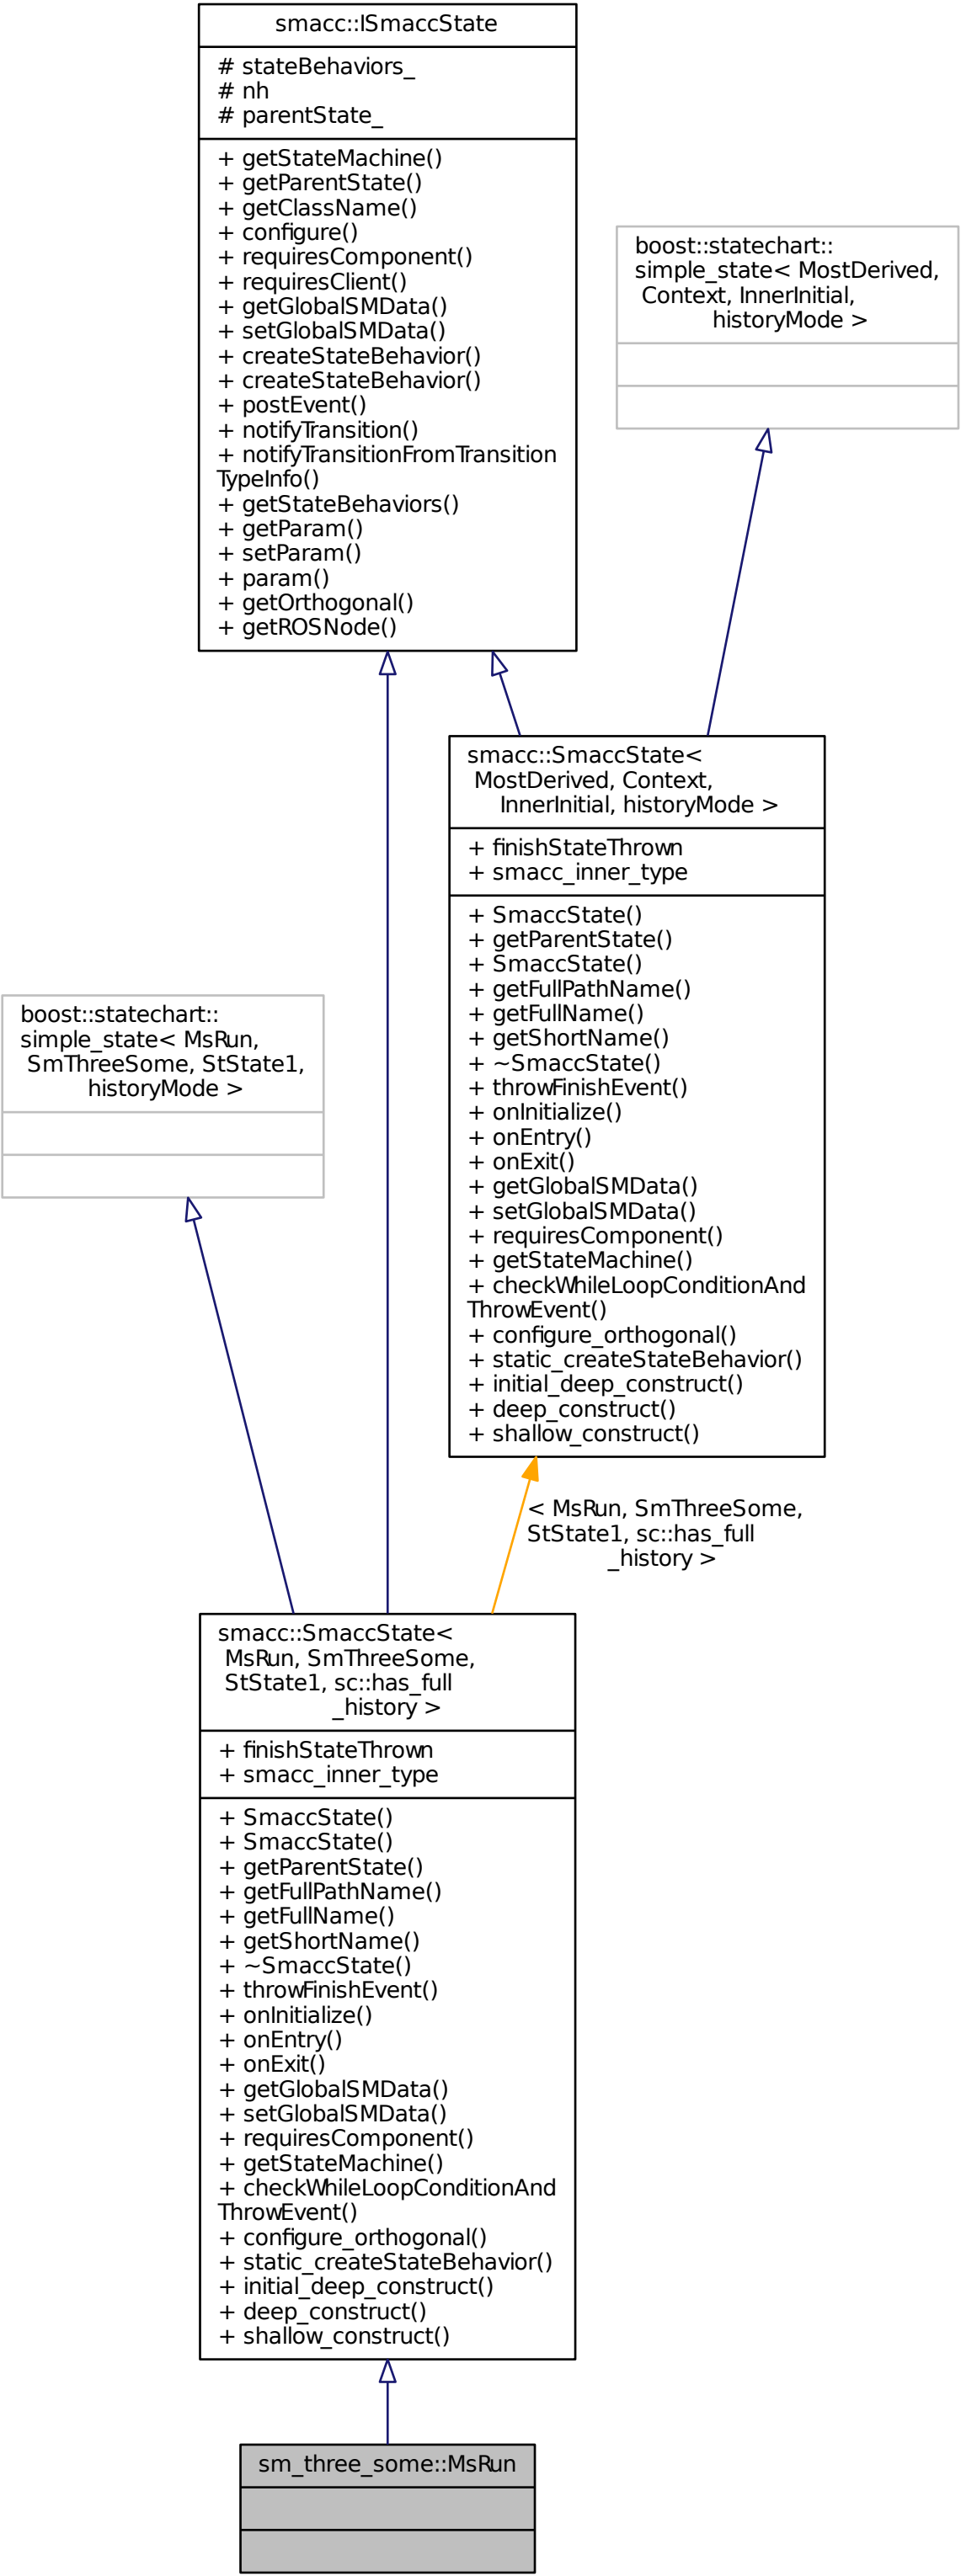 smacc::ISmaccState
# stateBehaviors_
# nh
# parentState_
+ getStateMachine()
+ getParentState()
+ getClassName()
+ configure()
+ requiresComponent()
+ requiresClient()
+ getGlobalSMData()
+ setGlobalSMData()
+ createStateBehavior()
+ createStateBehavior()
+ postEvent()
+ notifyTransition()
+ notifyTransitionFromTransition
TypeInfo()
+ getStateBehaviors()
+ getParam()
+ setParam()
+ param()
+ getOrthogonal()
+ getROSNode()
boost::statechart::
simple_state< MostDerived,
Context, InnerInitial,
historyMode >
smacc::SmaccState<
MostDerived, Context,
InnerInitial, historyMode >
+ finishStateThrown
+ smacc_inner_type
+ SmaccState()
+ getParentState()
+ SmaccState()
+ getFullPathName()
+ getFullName()
+ getShortName()
+ ~SmaccState()
+ throwFinishEvent()
+ onInitialize()
+ onEntry()
+ onExit()
+ getGlobalSMData()
+ setGlobalSMData()
+ requiresComponent()
+ getStateMachine()
+ checkWhileLoopConditionAnd
ThrowEvent()
+ configure_orthogonal()
+ static_createStateBehavior()
+ initial_deep_construct()
+ deep_construct()
+ shallow_construct()
boost::statechart::
simple_state< MsRun,
SmThreeSome, StState1,
historyMode >
< MsRun, SmThreeSome,
StState1, sc::has_full
_history >
smacc::SmaccState<
MsRun, SmThreeSome,
StState1, sc::has_full
_history >
+ finishStateThrown
+ smacc_inner_type
+ SmaccState()
+ SmaccState()
+ getParentState()
+ getFullPathName()
+ getFullName()
+ getShortName()
+ ~SmaccState()
+ throwFinishEvent()
+ onInitialize()
+ onEntry()
+ onExit()
+ getGlobalSMData()
+ setGlobalSMData()
+ requiresComponent()
+ getStateMachine()
+ checkWhileLoopConditionAnd
ThrowEvent()
+ configure_orthogonal()
+ static_createStateBehavior()
+ initial_deep_construct()
+ deep_construct()
+ shallow_construct()
sm_three_some::MsRun